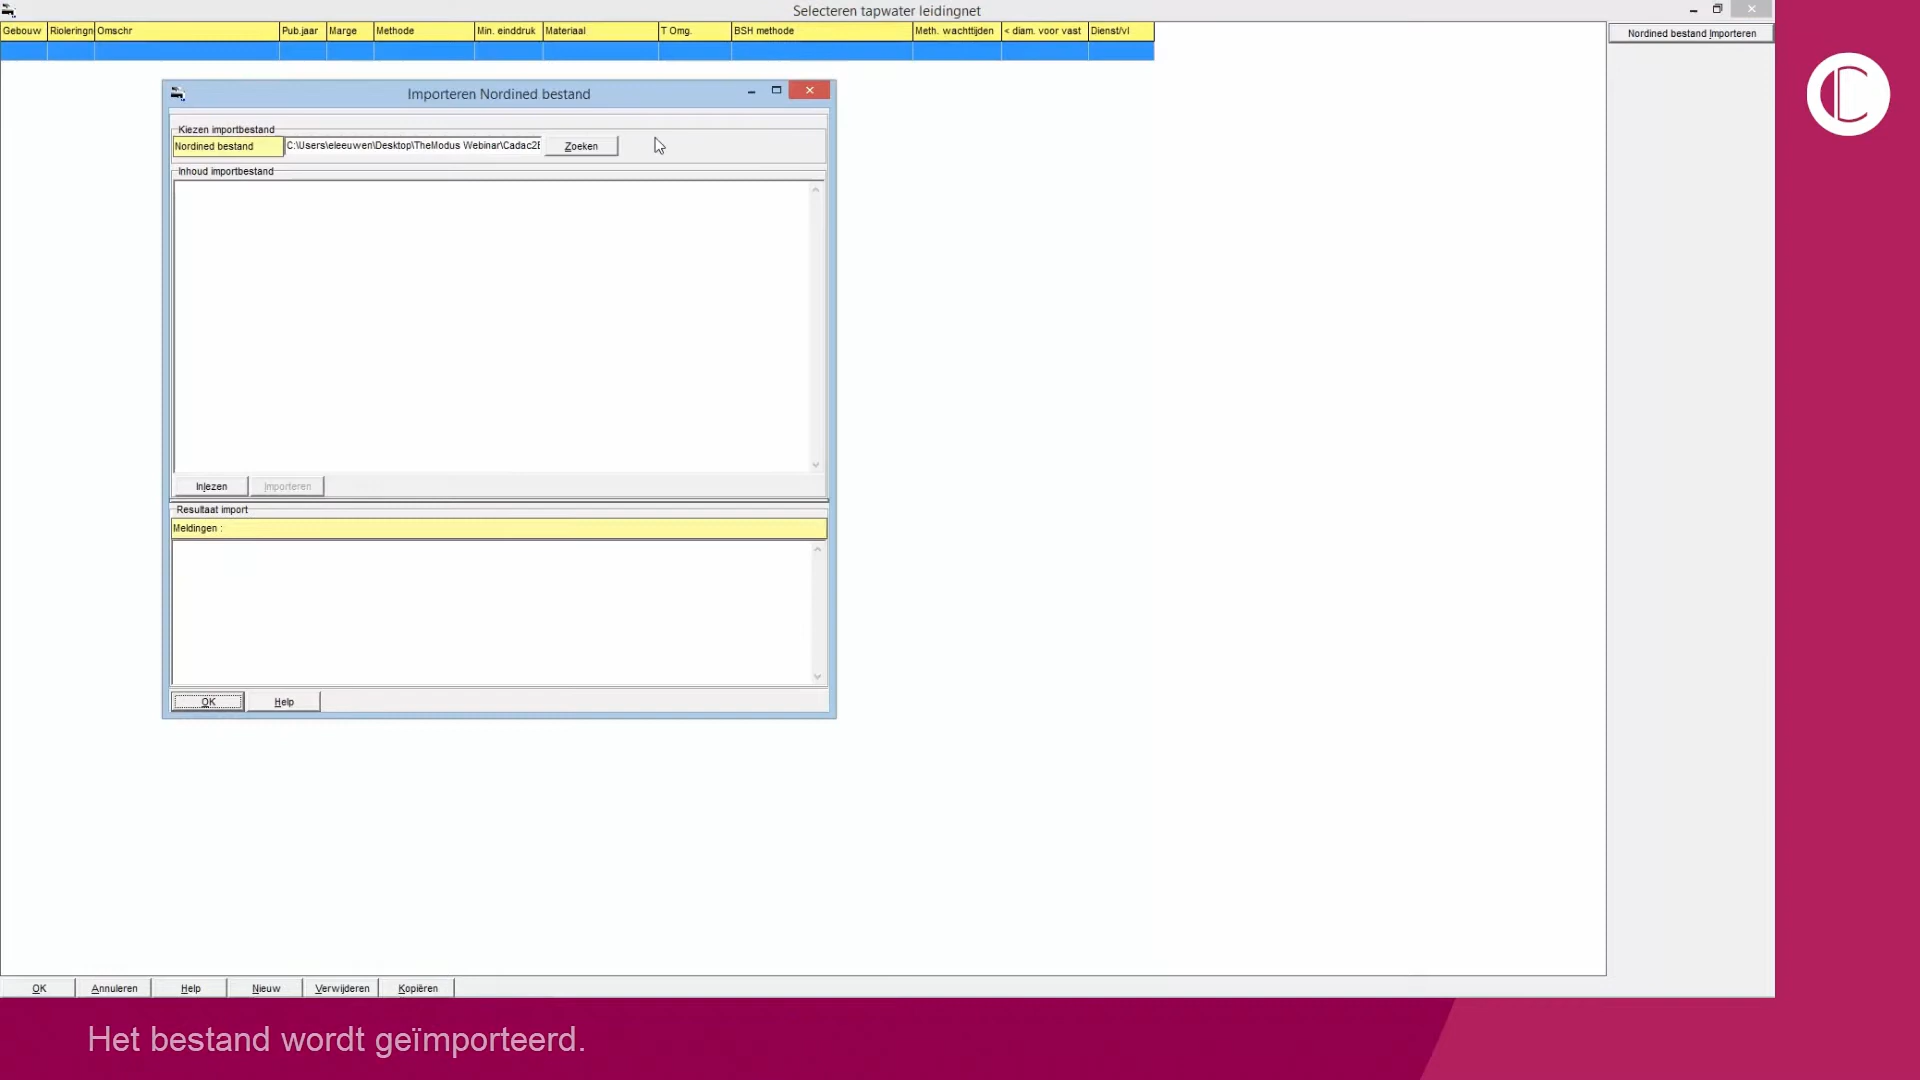 Selecteren tapwater leidingnet
Gebouw Rioleringn Omschr Pub.jaar Marge Methode Min. einddruk Materiaal T Omg. BSH methode Meth. wachttijden < diam. voor vast Dienst/vl
Nordined bestand Importeren
Importeren Nordined bestand
Kiezen importbestand
Nordined bestand C:\Users\eleeuwen\Desktop\TheModus Webinar\Cadac2B Zoeken
Inhoud importbestand
Inlezen Importeren
Resultaat import
Meldingen :
OK Help
OK Annuleren Help Nieuw Verwijderen Kopiëren
Het bestand wordt geïmporteerd.